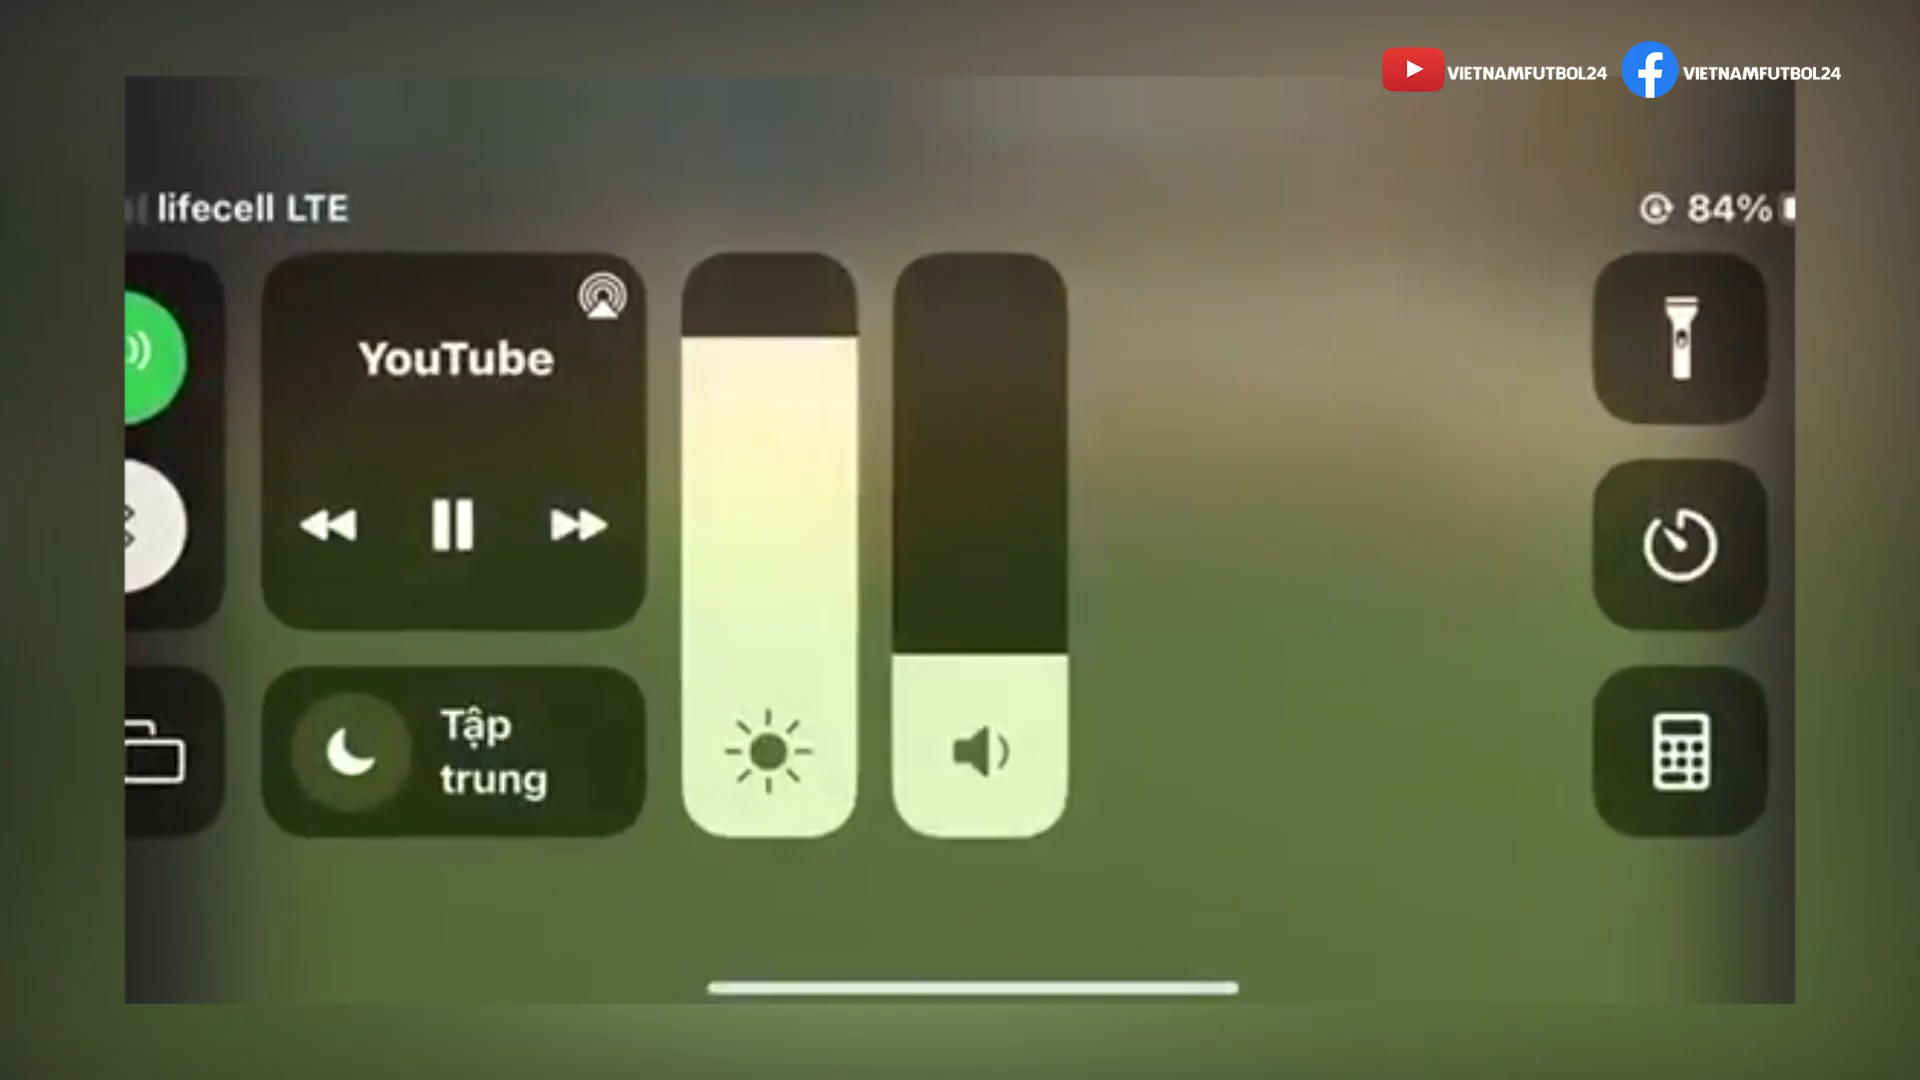 VIETNAMFUTBOL24
VIETNAMFUTBOL24
lifecell LTE
84%
YouTube
Tập
trung